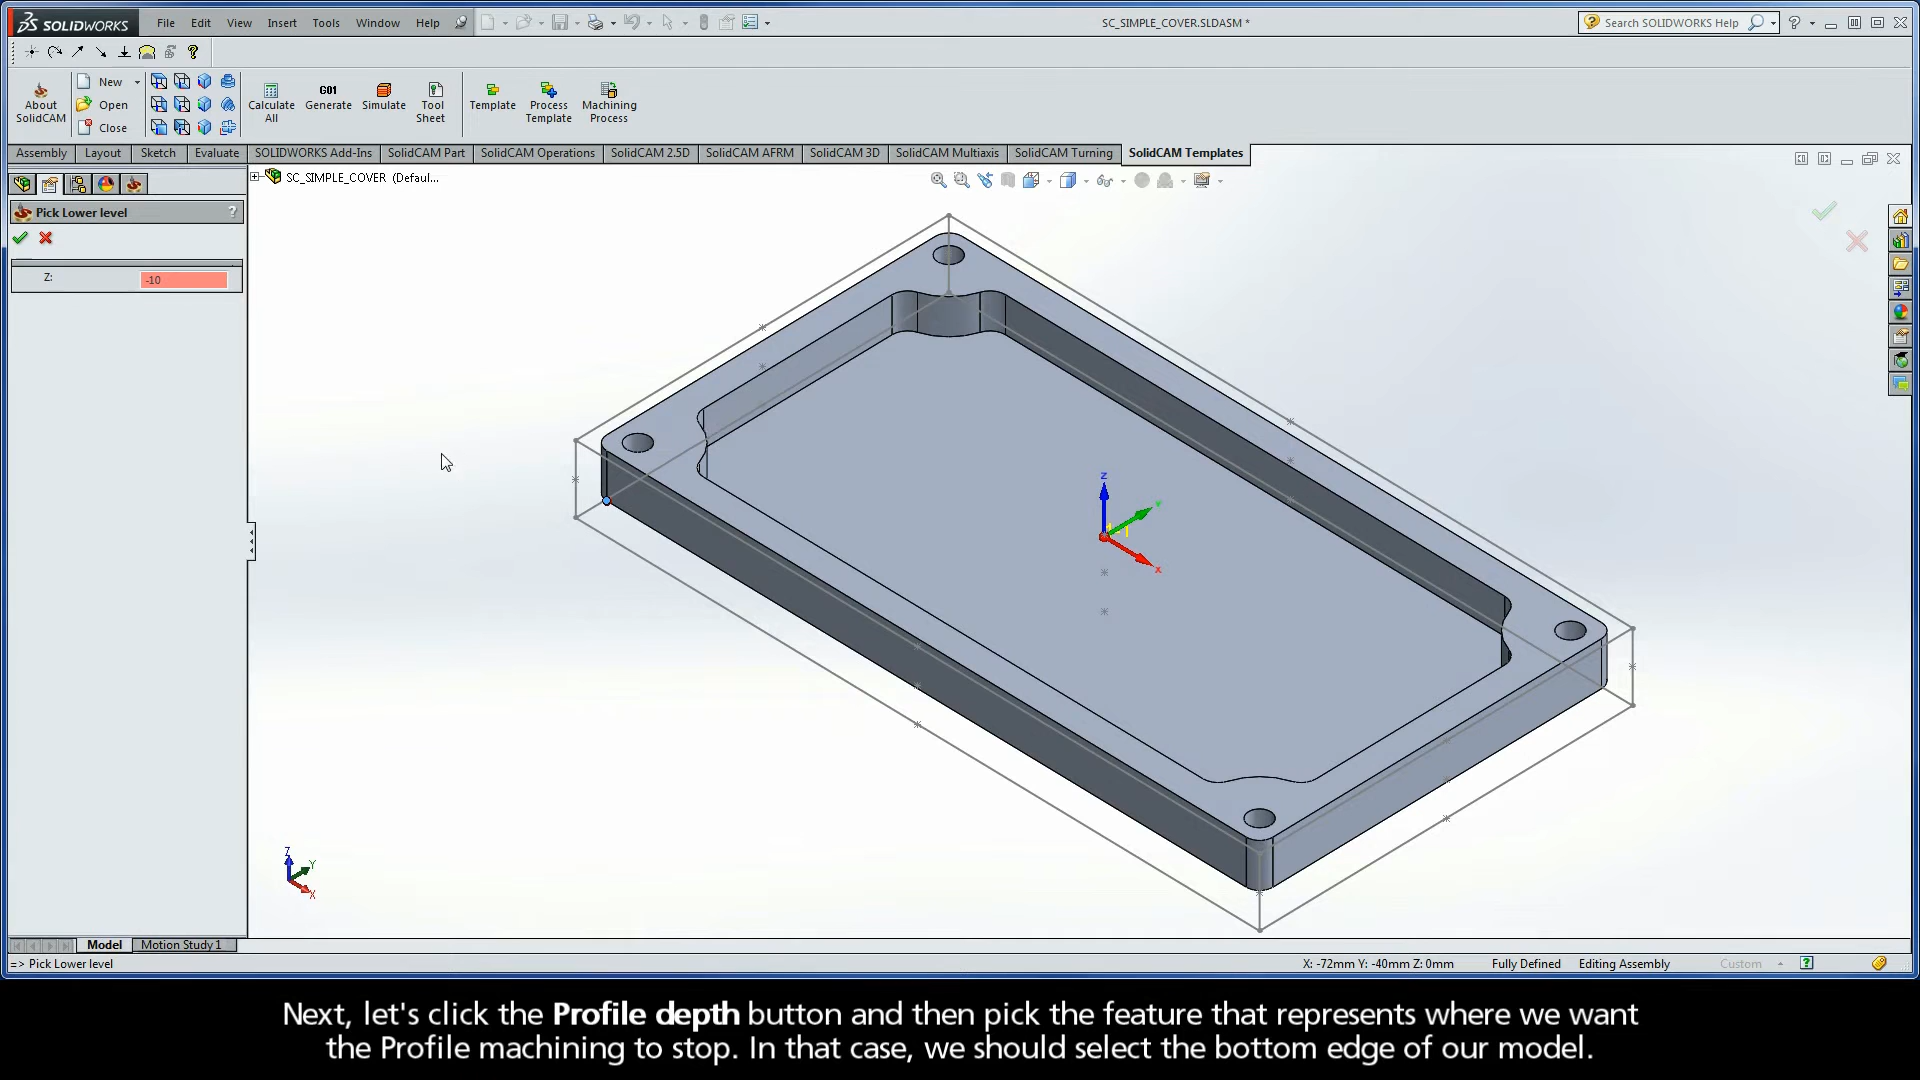 SOLIDWORKS File Edit View Insert Tools Window Help SC_SIMPLE_COVER.SLDASM * Search SOLIDWORKS Help
About SolidCAM
New
Open
Close
Calculate All
G01 Generate
Simulate
Tool Sheet
Template
Process Template
Machining Process
Assembly Layout Sketch Evaluate SOLIDWORKS Add-Ins SolidCAM Part SolidCAM Operations SolidCAM 2.5D SolidCAM AFRM SolidCAM 3D SolidCAM Multiaxis SolidCAM Turning SolidCAM Templates
SC_SIMPLE_COVER (Defaul...
Pick Lower level ?
Z: -10
Z
Y
X
Z
Y
X
Model Motion Study 1
=> Pick Lower level X: -72mm Y: -40mm Z: 0mm Fully Defined Editing Assembly Custom
Next, let's click the Profile depth button and then pick the feature that represents where we want
the Profile machining to stop. In that case, we should select the bottom edge of our model.